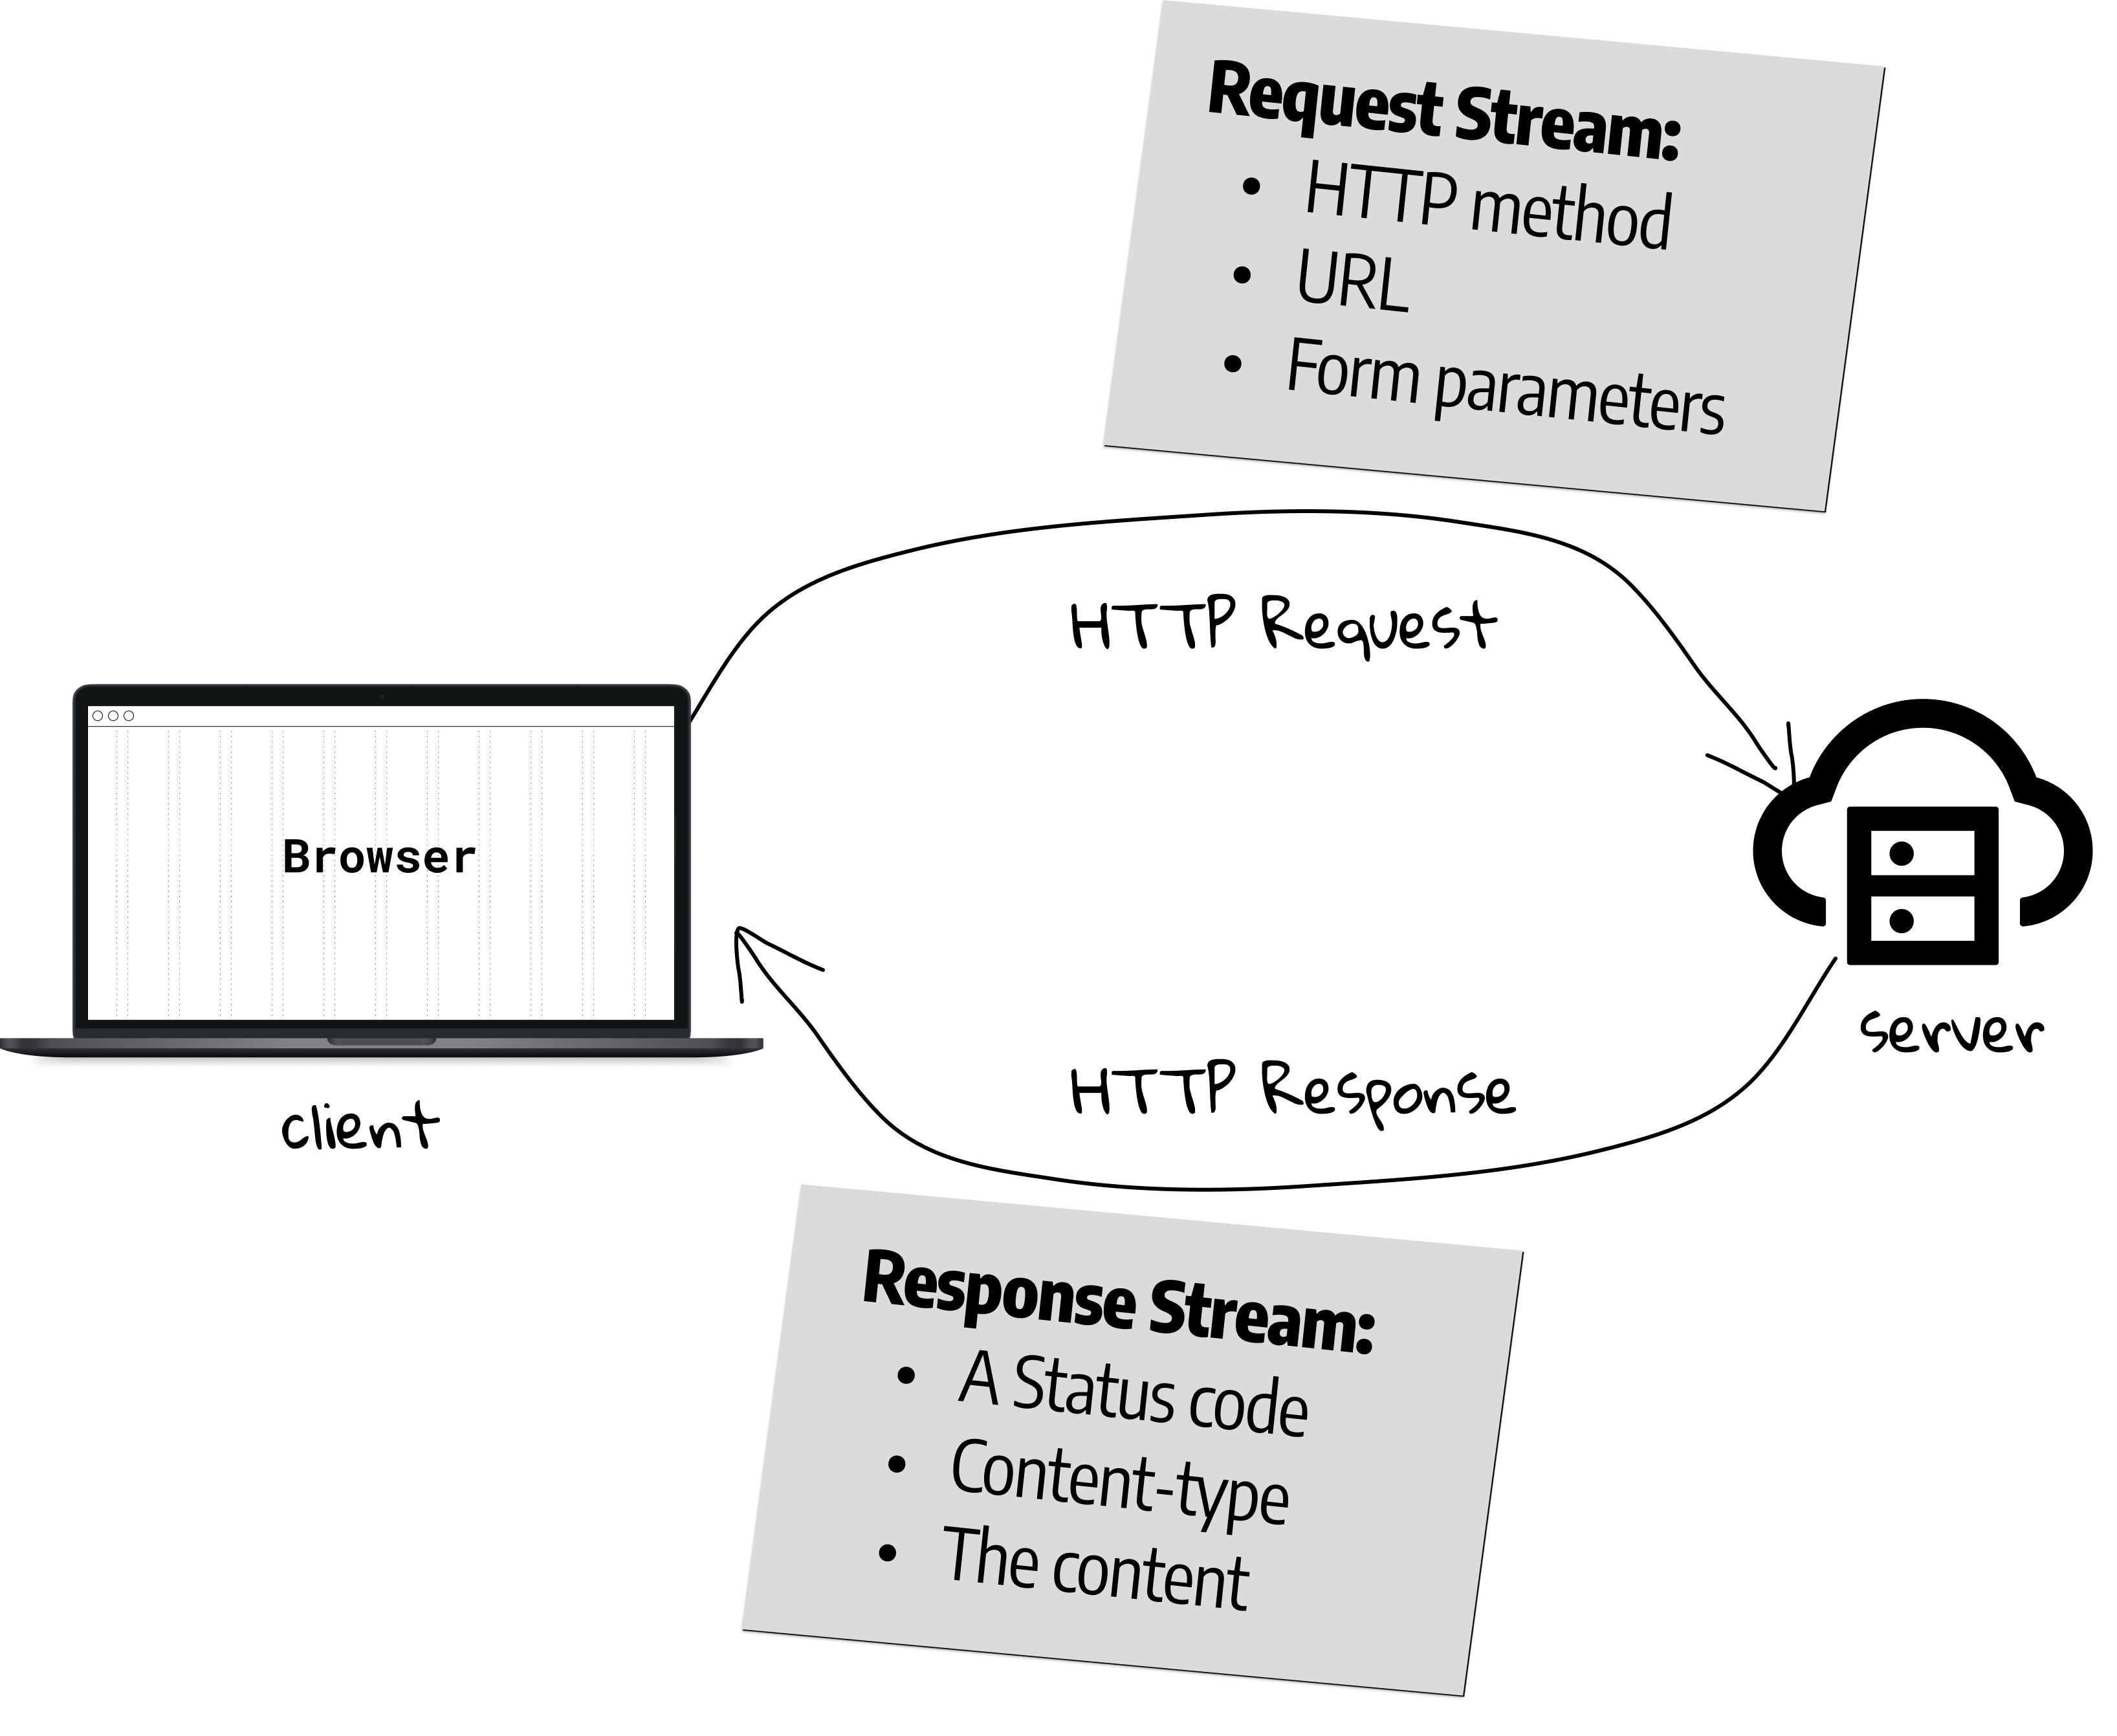 Request Stream:
• HTTP method
• URL
• Form parameters
HTTP Request
Browser
client
server
HTTP Response
Response Stream:
• A Status code
• Content-type
• The content